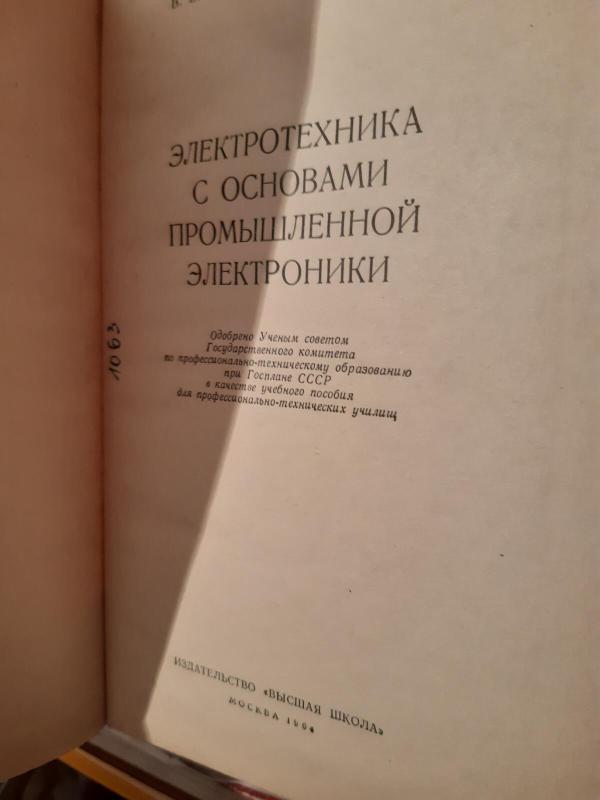 В.
ЭЛЕКТРОТЕХНИКА
С ОСНОВАМИ
ПРОМЫШЛЕННОЙ
ЭЛЕКТРОНИКИ
Одобрено Ученым советом
Государственного комитета
по профессионально-техническому образованию
при Госплане СССР
в качестве учебного пособия
для профессионально-технических училищ
1063
ИЗДАТЕЛЬСТВО «ВЫСШАЯ ШКОЛА»
МОСКВА 1964